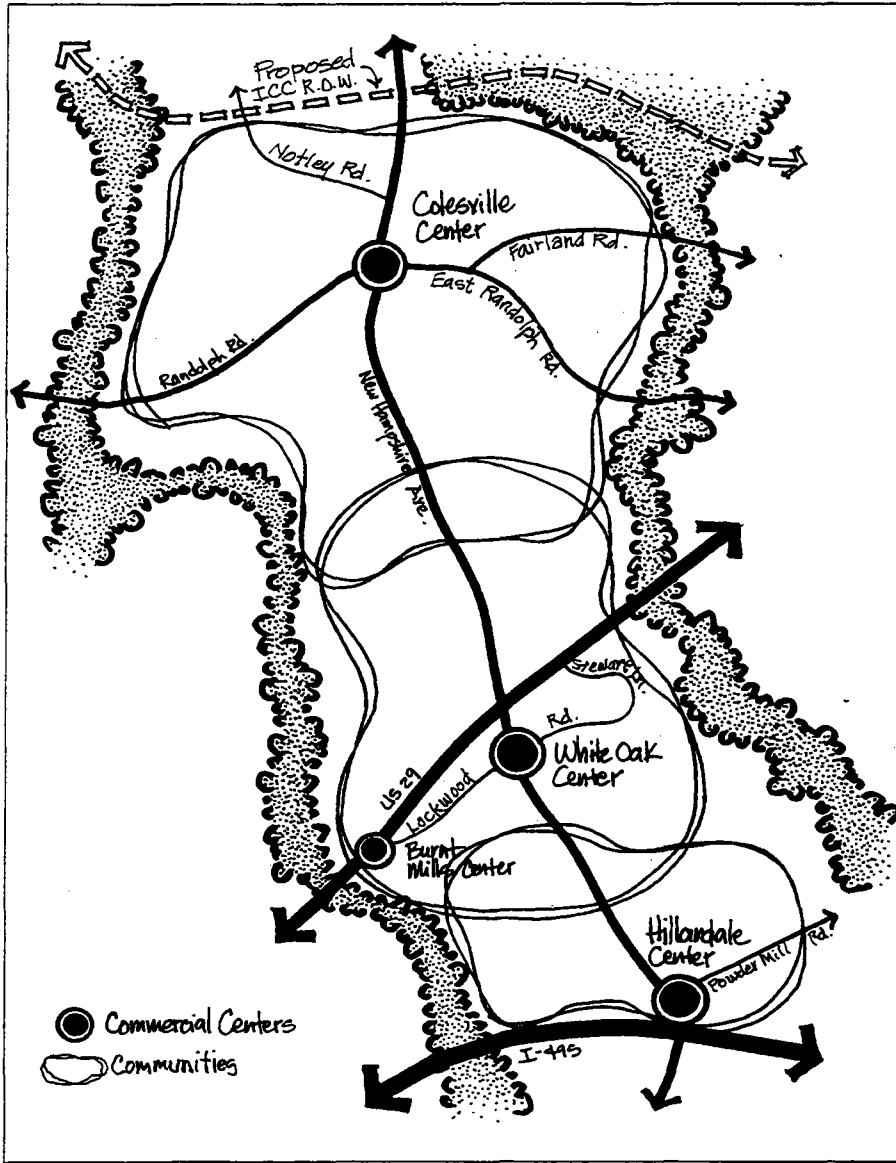 Proposed
ICC R.O.W.
Notley Rd.
Colesville
Center
Fairland Rd.
East Randolph Rd.
Randolph Rd.
New Hampshire Ave.
Stewart Dr.
Rd.
White Oak
Center
US 29
Lockwood
Burnt
Mills Center
Hillandale
Center
Powder Mill Rd.
Commercial Centers
I-495
Communities